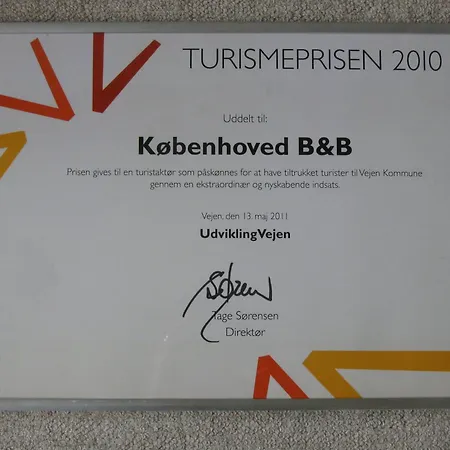 TURISMEPRISEN 2010
Uddelt til:
Københoved B&B
Prisen gives til en turistaktør som påskønnes for at have tiltrukket turister til Vejen Kommune
gennem en ekstraordinær og nyskabende indsats.
Vejen, den 13. maj 2011
UdviklingVejen
Tage Sørensen
Direktør